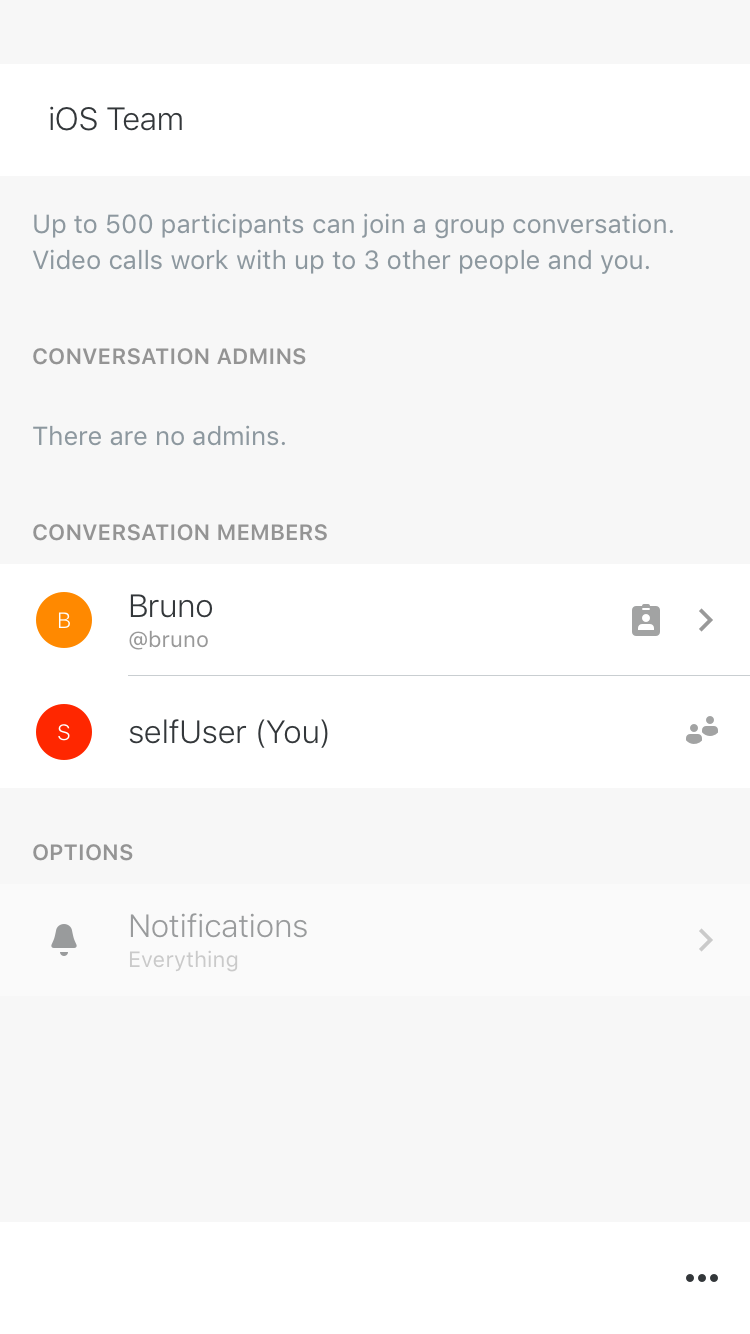 iOS Team
Up to 500 participants can join a group conversation.
Video calls work with up to 3 other people and you.
CONVERSATION ADMINS
There are no admins.
CONVERSATION MEMBERS
B
Bruno
@bruno
S
selfUser (You)
OPTIONS
Notifications
Everything